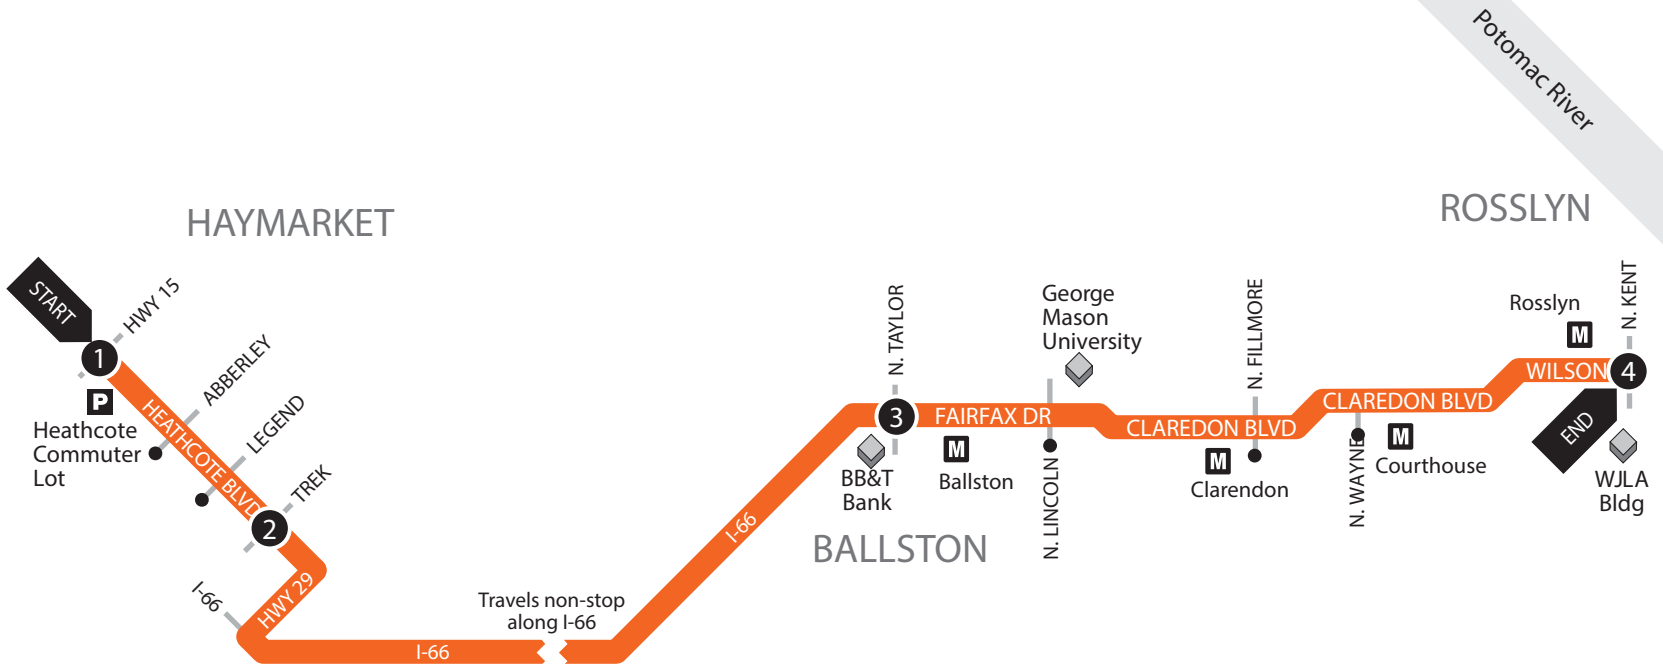 Potomac River
HAYMARKET
ROSSLYN
START
HWY 15
1
P
Heathcote
Commuter
Lot
ABBERLEY
HEATHCOTE BLVD
LEGEND
TREK
2
HWY 29
I-66
I-66
Travels non-stop
along I-66
I-66
N. TAYLOR
3
BB&T
Bank
BALLSTON
FAIRFAX DR
M
Ballston
George
Mason
University
N. LINCOLN
CLAREDON BLVD
M
Clarendon
N. FILLMORE
CLAREDON BLVD
N. WAYNE
M
Courthouse
Rosslyn
M
WILSON
N. KENT
4
END
WJLA
Bldg